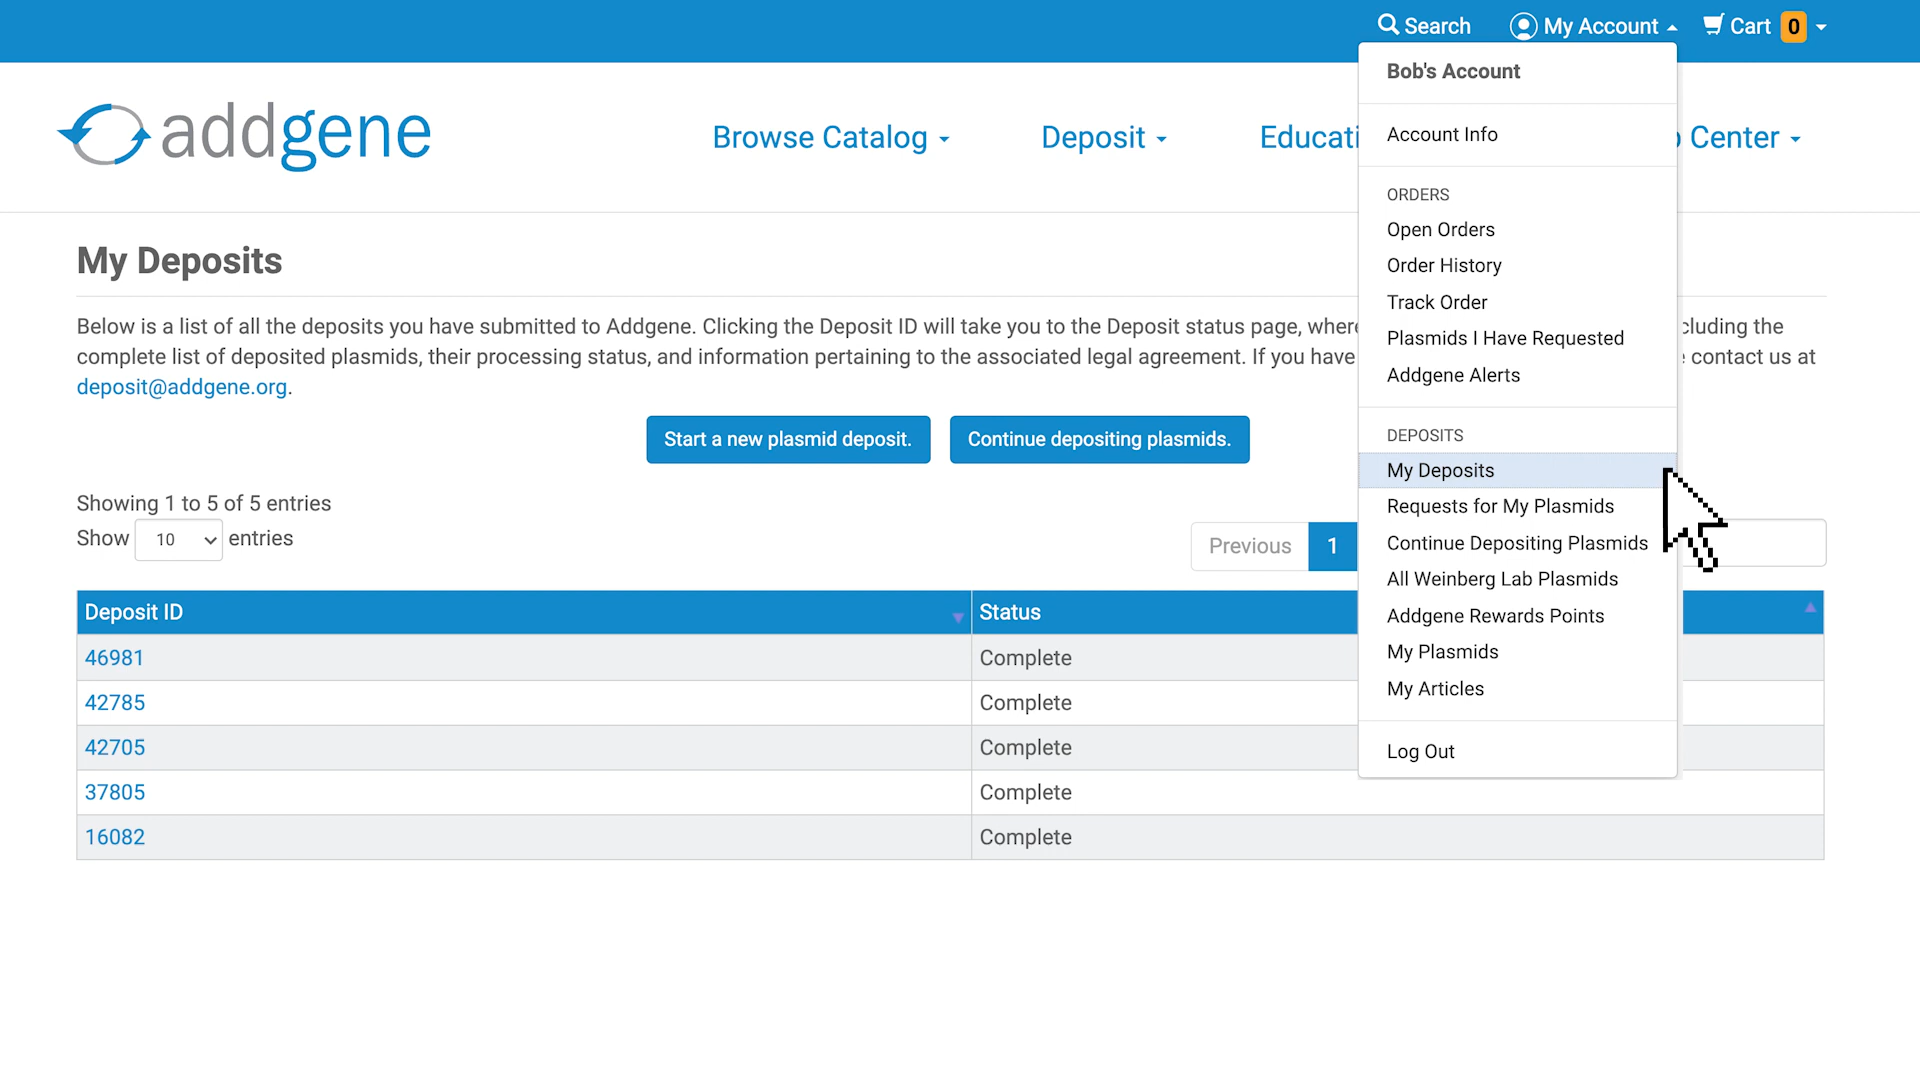 Search My Account Cart 0
addgene
Browse Catalog Deposit Center
My Deposits
Below is a list of all the deposits you have submitted to Addgene. Clicking the Deposit ID will take you to the Deposit status page, cluding the
complete list of deposited plasmids, their processing status, and information pertaining to the associated legal agreement. If you have contact us at
deposit@addgene.org.
Start a new plasmid deposit. Continue depositing plasmids.
Showing 1 to 5 of 5 entries
Show 10 entries
Previous 1
Deposit ID Status
46981 Complete
42785 Complete
42705 Complete
37805 Complete
16082 Complete
Bob's Account
Account Info
ORDERS
Open Orders
Order History
Track Order
Plasmids I Have Requested
Addgene Alerts
DEPOSITS
My Deposits
Requests for My Plasmids
Continue Depositing Plasmids
All Weinberg Lab Plasmids
Addgene Rewards Points
My Plasmids
My Articles
Log Out